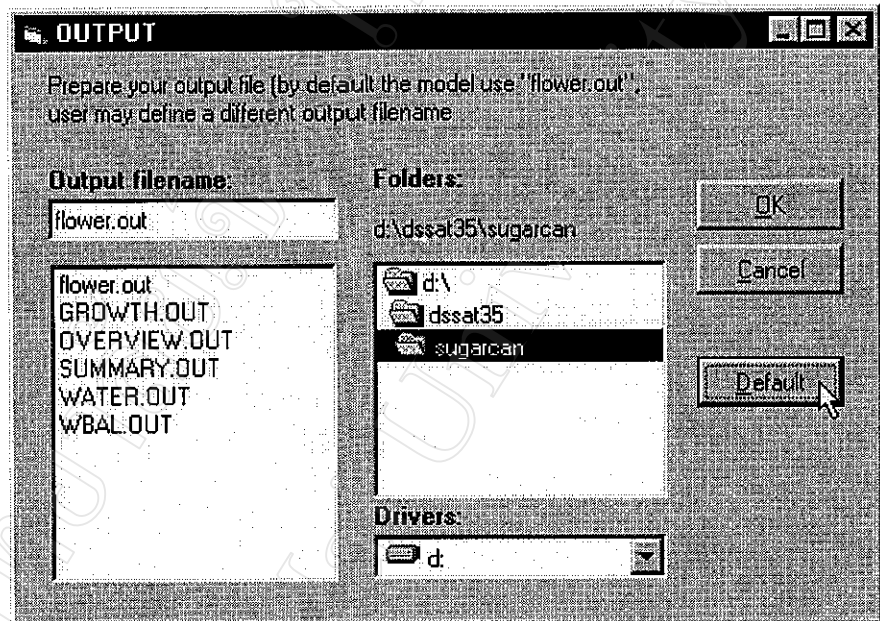 OUTPUT
Prepare your output file (by default the model use "flower.out",
user may define a different output filename
Output filename:
flower.out
flower.out
GROWTH.OUT
OVERVIEW.OUT
SUMMARY.OUT
WATER.OUT
WBAL.OUT
Folders:
d:\dssat35\sugarcan
d:\
dssat35
sugarcan
Drivers:
d:
OK
Cancel
Default